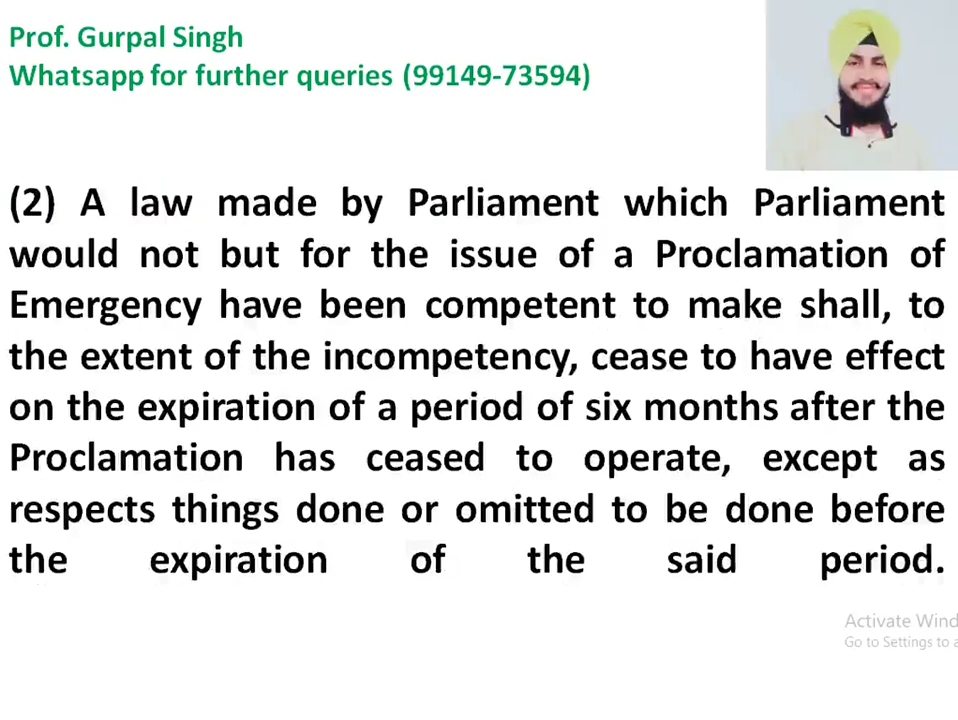 Prof. Gurpal Singh
Whatsapp for further queries (99149-73594)
(2) A law made by Parliament which Parliament
would not but for the issue of a Proclamation of
Emergency have been competent to make shall, to
the extent of the incompetency, cease to have effect
on the expiration of a period of six months after the
Proclamation has ceased to operate, except as
respects things done or omitted to be done before
the expiration of the said period.
Activate Wind
Go to Settings to a